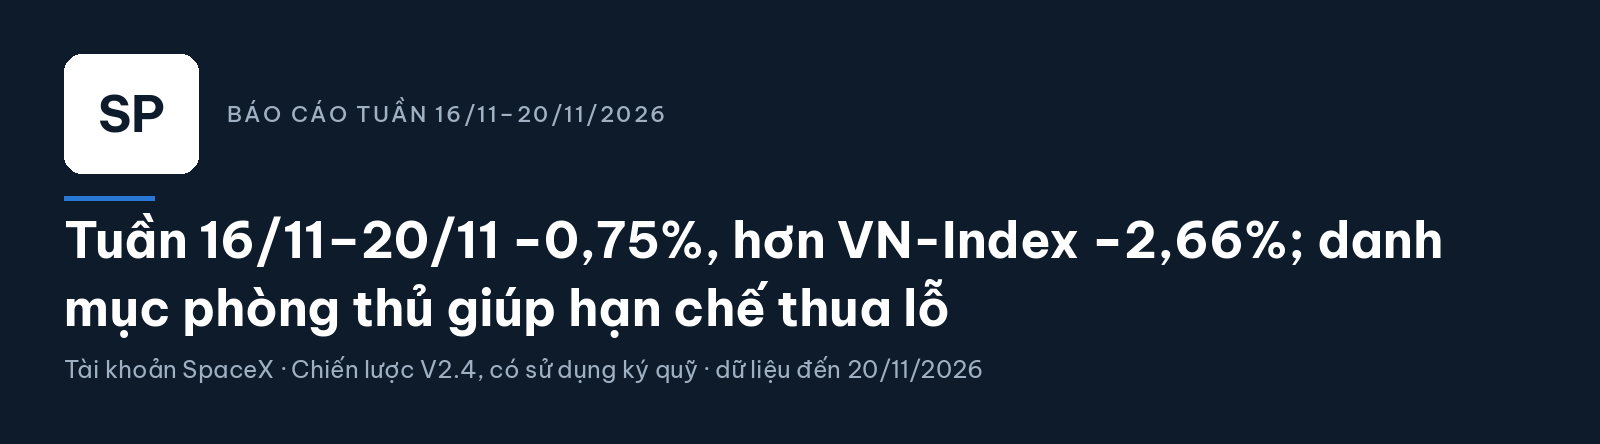 SP
BÁO CÁO TUẦN 16/11–20/11/2026
Tuần 16/11–20/11 −0,75%, hơn VN-Index −2,66%; danh
mục phòng thủ giúp hạn chế thua lỗ
Tài khoản SpaceX · Chiến lược V2.4, có sử dụng ký quỹ · dữ liệu đến 20/11/2026